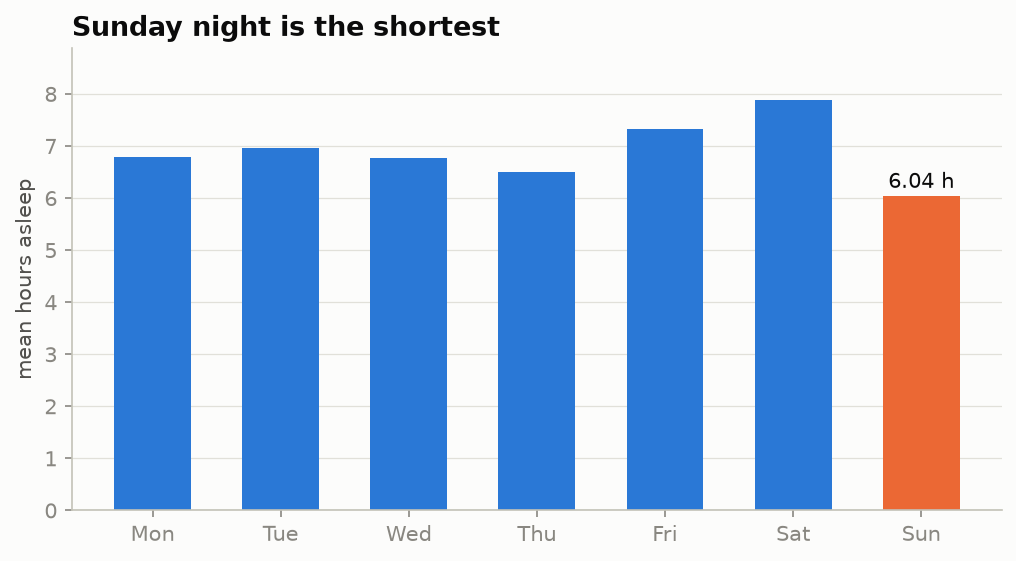 Sunday night is the shortest
mean hours asleep
8
7
6
5
4
3
2
1
0
6.04 h
Mon Tue Wed Thu Fri Sat Sun